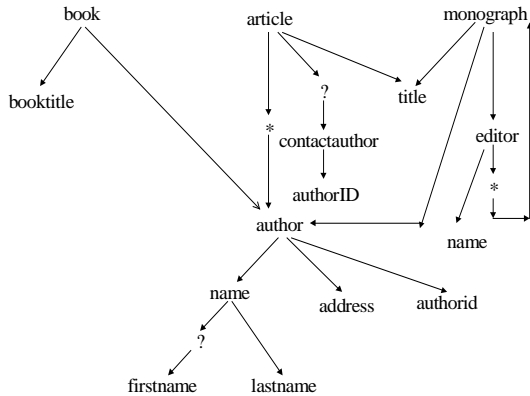 book article monograph
? title
booktitle
* contactauthor editor
authorID *
author name
name address authorid
?
firstname lastname